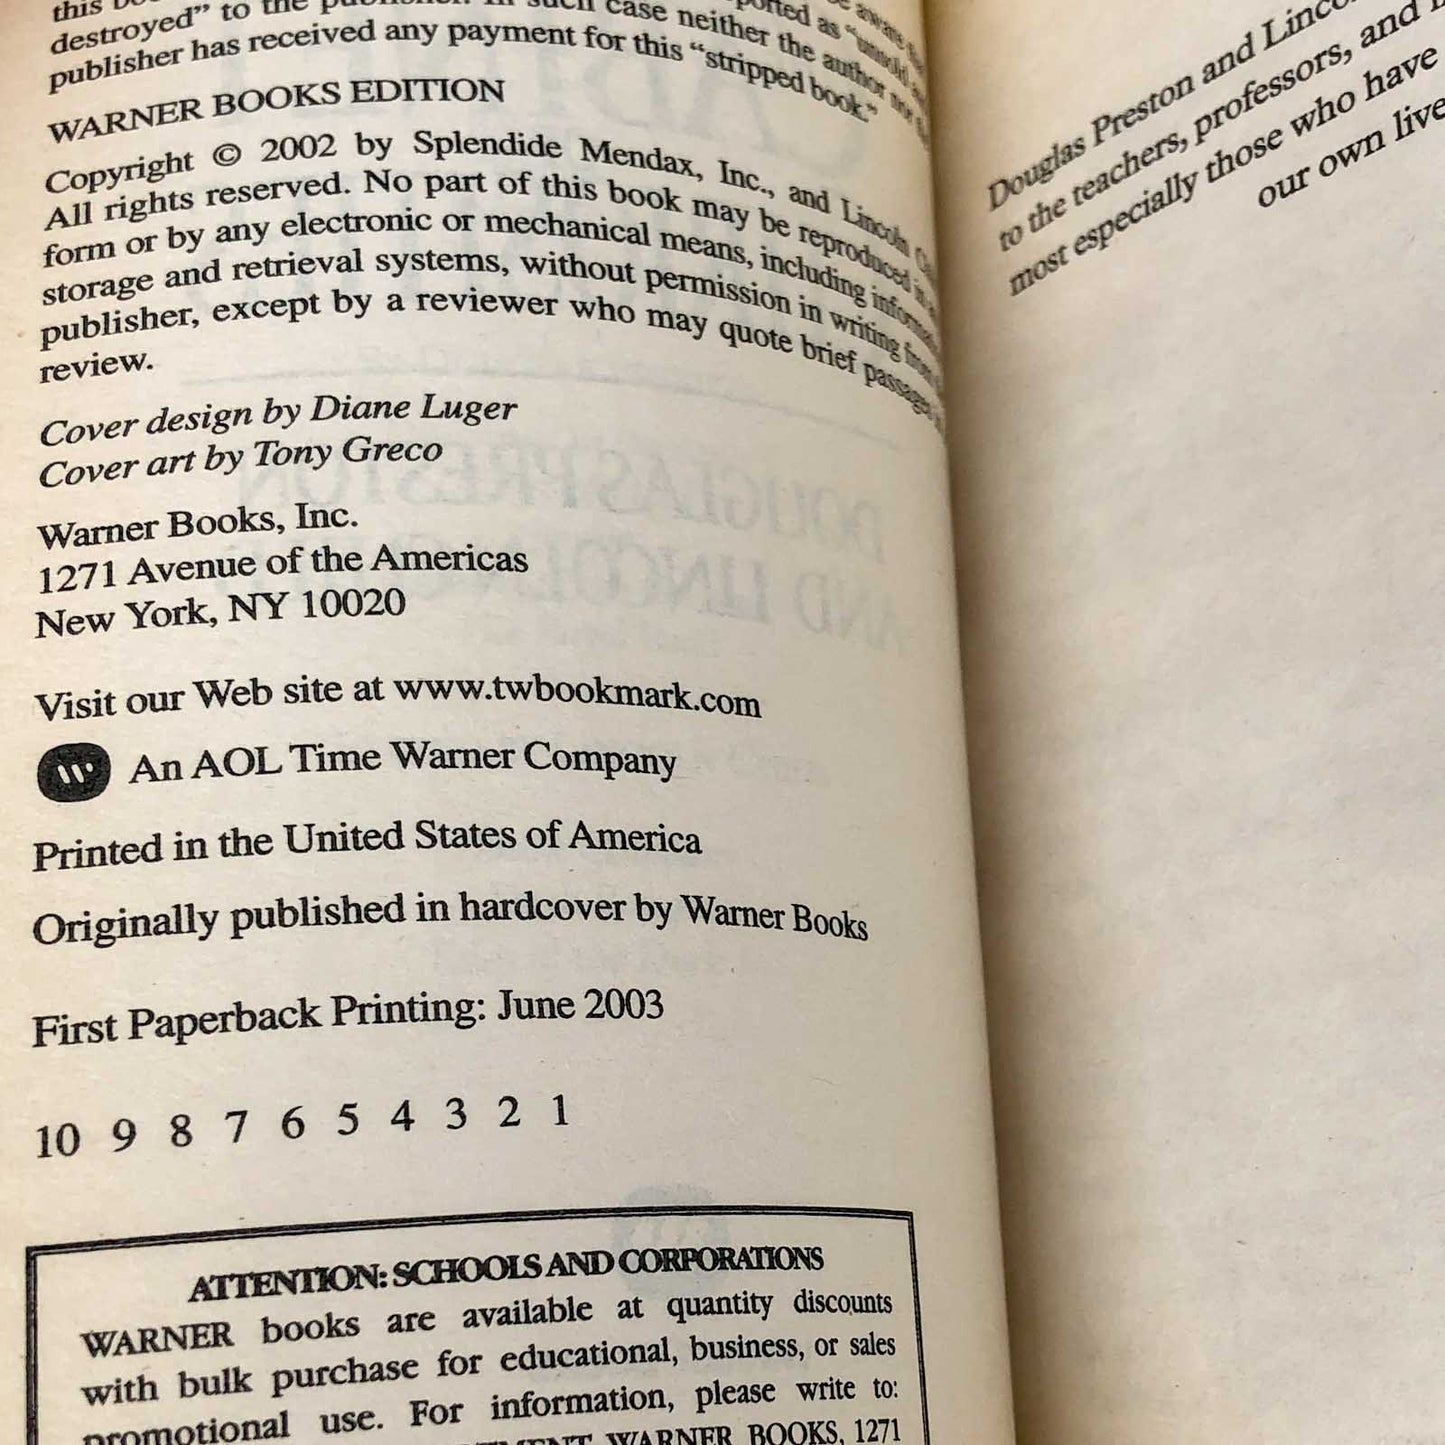 this
destroyed" to the publisher. In such case neither the author nor
publisher has received any payment for this "stripped book."
WARNER BOOKS EDITION
Copyright © 2002 by Splendide Mendax, Inc., and Lincoln
All rights reserved. No part of this book may be reproduced in
form or by any electronic or mechanical means, including
storage and retrieval systems, without permission in writing from
publisher, except by a reviewer who may quote brief passages
review.
Cover design by Diane Luger
Cover art by Tony Greco
Warner Books, Inc.
1271 Avenue of the Americas
New York, NY 10020
Visit our Web site at www.twbookmark.com
An AOL Time Warner Company
Printed in the United States of America
Originally published in hardcover by Warner Books
First Paperback Printing: June 2003
10 9 8 7 6 5 4 3 2 1
ATTENTION: SCHOOLS AND CORPORATIONS
WARNER books are available at quantity discounts
with bulk purchase for educational, business, or sales
promotional use. For information, please write to:
WARNER BOOKS, 1271
Douglas Preston and
to the teachers, professors, and
most especially those who have
our own